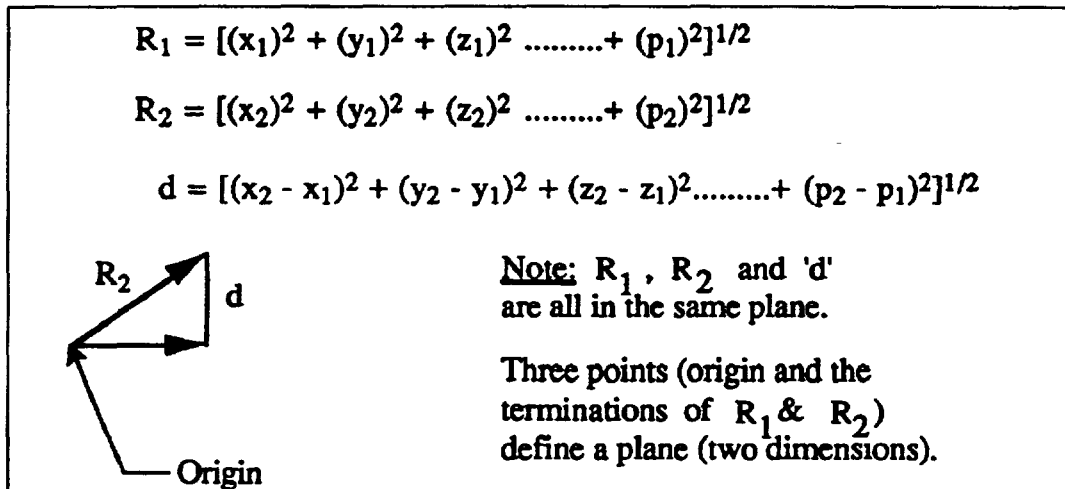 R₁ = [(x₁)² + (y₁)² + (z₁)² .........+ (p₁)²]^1/2
R₂ = [(x₂)² + (y₂)² + (z₂)² .........+ (p₂)²]^1/2
d = [(x₂ - x₁)² + (y₂ - y₁)² + (z₂ - z₁)².........+ (p₂ - p₁)²]^1/2
R₂
d
Origin
Note: R₁ , R₂ and 'd'
are all in the same plane.
Three points (origin and the
terminations of R₁ & R₂)
define a plane (two dimensions).